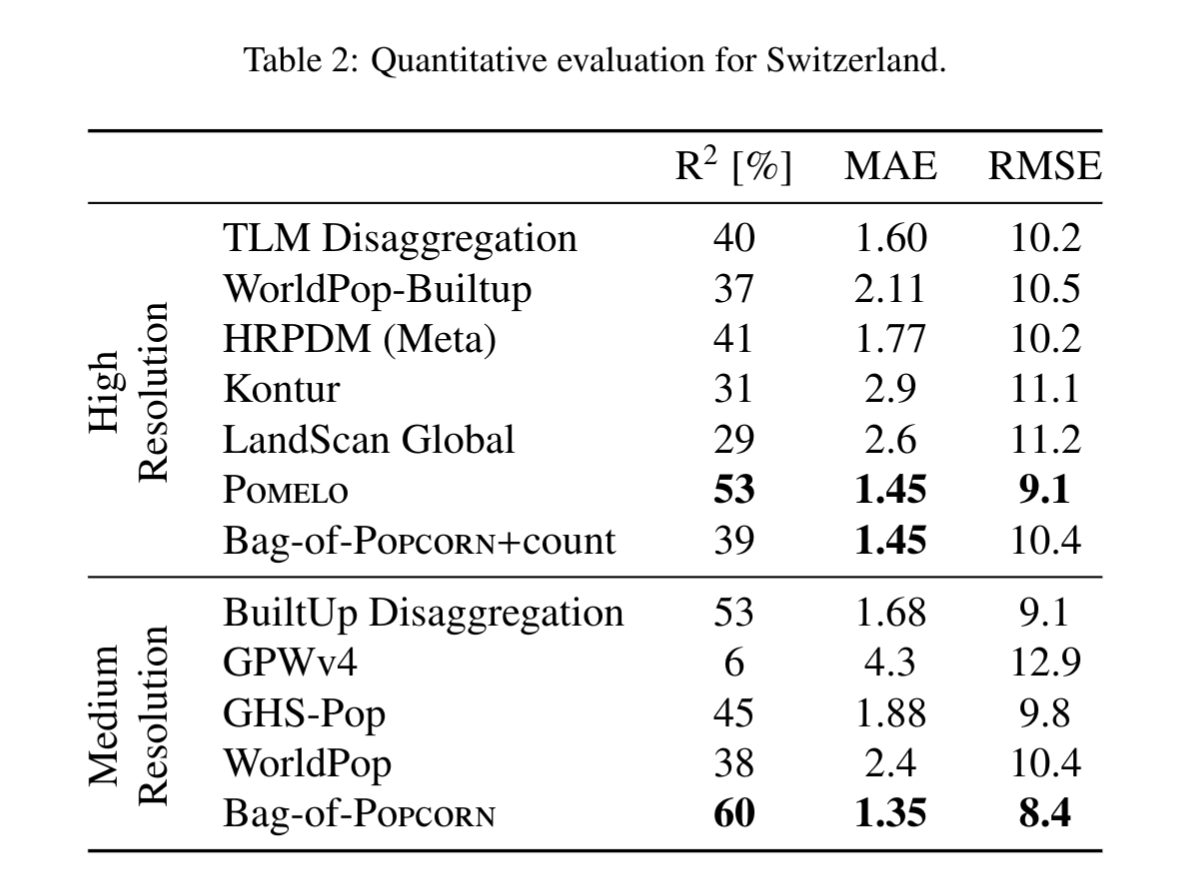 Table 2: Quantitative evaluation for Switzerland.
R² [%] MAE RMSE
High Resolution
TLM Disaggregation 40 1.60 10.2
WorldPop-Builtup 37 2.11 10.5
HRPDM (Meta) 41 1.77 10.2
Kontur 31 2.9 11.1
LandScan Global 29 2.6 11.2
POMELO 53 1.45 9.1
Bag-of-POPCORN+count 39 1.45 10.4
Medium Resolution
BuiltUp Disaggregation 53 1.68 9.1
GPWv4 6 4.3 12.9
GHS-Pop 45 1.88 9.8
WorldPop 38 2.4 10.4
Bag-of-POPCORN 60 1.35 8.4